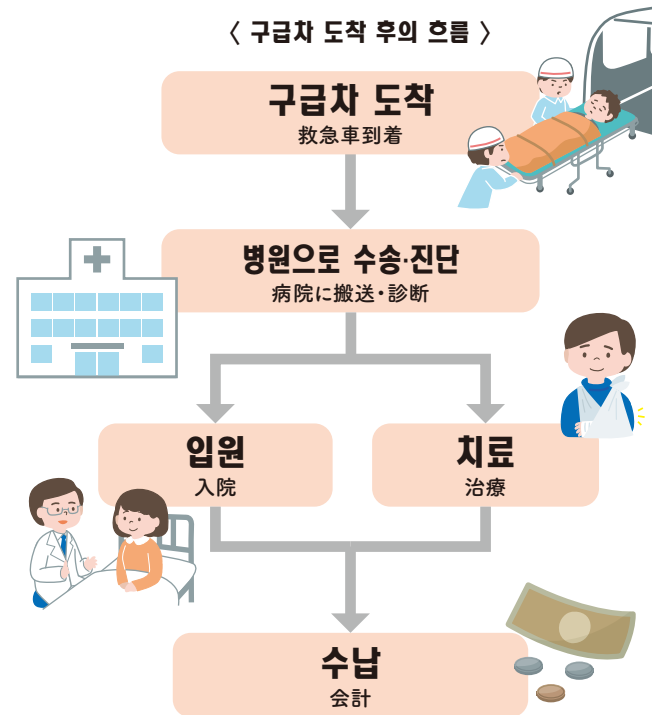 〈 구급차 도착 후의 흐름 〉
구급차 도착
救急車到着
병원으로 수송·진단
病院に搬送・診断
입원
入院
치료
治療
수납
会計